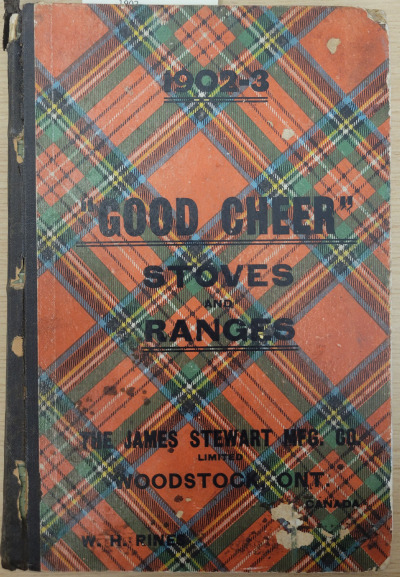 1902-3
"GOOD CHEER"
STOVES
AND
RANGES
THE JAMES STEWART MFG. CO.
LIMITED
WOODSTOCK, ONT.
CANADA
W. H. PINES